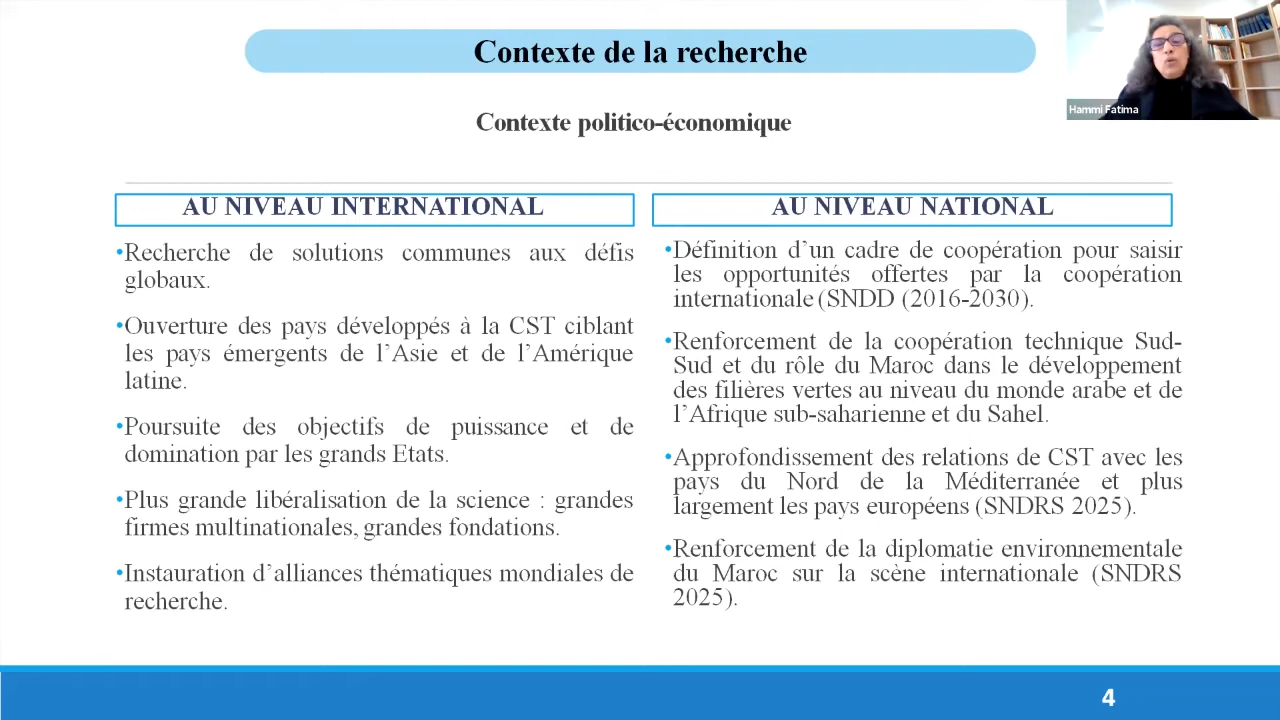 Contexte de la recherche
Hammi Fatima
Contexte politico-économique
AU NIVEAU INTERNATIONAL
•Recherche de solutions communes aux défis
globaux.
•Ouverture des pays développés à la CST ciblant
les pays émergents de l’Asie et de l’Amérique
latine.
•Poursuite des objectifs de puissance et de
domination par les grands Etats.
•Plus grande libéralisation de la science : grandes
firmes multinationales, grandes fondations.
•Instauration d’alliances thématiques mondiales de
recherche.
AU NIVEAU NATIONAL
•Définition d’un cadre de coopération pour saisir
les opportunités offertes par la coopération
internationale (SNDD (2016-2030).
•Renforcement de la coopération technique Sud-
Sud et du rôle du Maroc dans le développement
des filières vertes au niveau du monde arabe et de
l’Afrique sub-saharienne et du Sahel.
•Approfondissement des relations de CST avec les
pays du Nord de la Méditerranée et plus
largement les pays européens (SNDRS 2025).
•Renforcement de la diplomatie environnementale
du Maroc sur la scène internationale (SNDRS
2025).
4